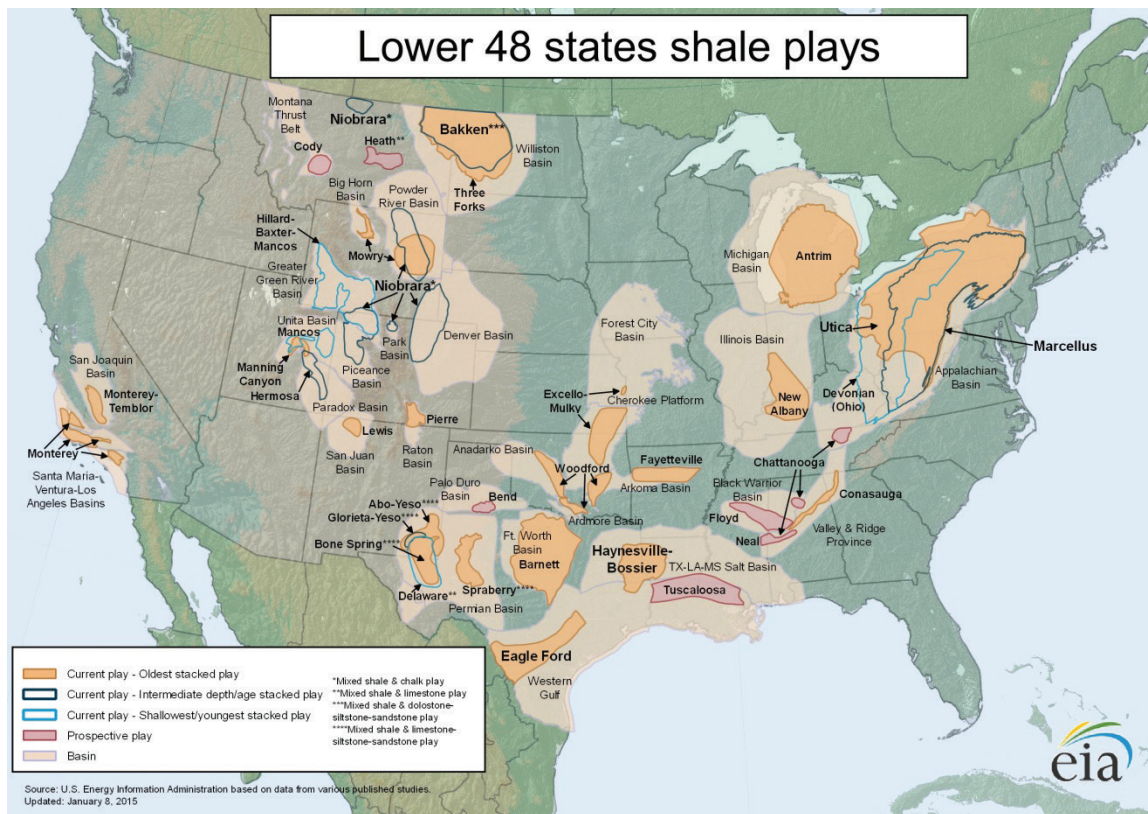 Lower 48 states shale plays
Montana
Thrust
Belt
Cody
Niobrara*
Heath**
Bakken***
Williston
Basin
Three
Forks
Big Horn
Basin
Powder
River Basin
Hillard-
Baxter-
Mancos
Mowry
Greater
Green River
Basin
Niobrara*
Unita Basin
Mancos
Park
Basin
Denver Basin
Manning
Canyon
Hermosa
Piceance
Basin
Paradox Basin
San Joaquin
Basin
Monterey-
Temblor
Monterey
Santa Maria-
Ventura-Los
Angeles Basins
Lewis
San Juan
Basin
Pierre
Raton
Basin
Michigan
Basin
Antrim
Forest City
Basin
Illinois Basin
Excello-
Mulky
Cherokee Platform
New
Albany
Utica
Marcellus
Devonian
(Ohio)
Appalachian
Basin
Anadarko Basin
Woodford
Fayetteville
Arkoma Basin
Chattanooga
Black Warrior
Basin
Conasauga
Floyd
Neal
Valley & Ridge
Province
Palo Duro
Basin
Bend
Ardmore Basin
Abo-Yeso****
Glorieta-Yeso****
Bone Spring****
Delaware**
Spraberry****
Permian Basin
Ft. Worth
Basin
Barnett
Haynesville-
Bossier
TX-LA-MS Salt Basin
Tuscaloosa
Eagle Ford
Western
Gulf
Current play - Oldest stacked play
Current play - Intermediate depth/age stacked play
Current play - Shallowest/youngest stacked play
Prospective play
Basin
*Mixed shale & chalk play
**Mixed shale & limestone play
***Mixed shale & dolostone-
siltstone-sandstone play
****Mixed shale & limestone-
siltstone-sandstone play
Source: U.S. Energy Information Administration based on data from various published studies.
Updated: January 8, 2015
eia